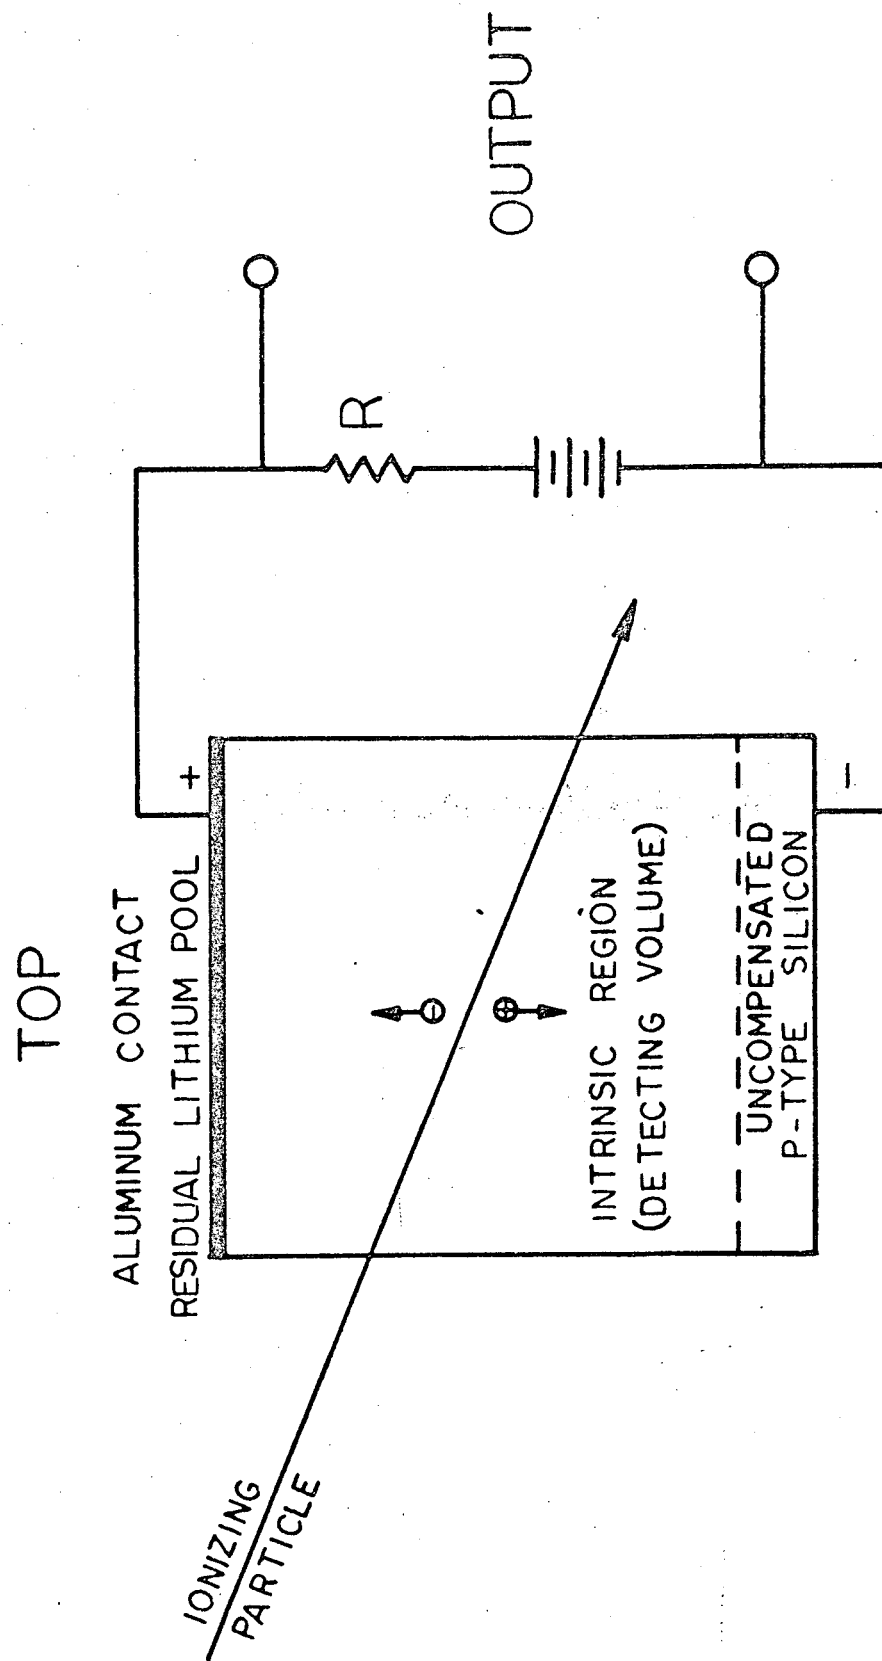 TOP
ALUMINUM CONTACT
RESIDUAL LITHIUM POOL
+
IONIZING
PARTICLE
-
+
INTRINSIC REGION
(DETECTING VOLUME)
UNCOMPENSATED
P-TYPE SILICON
-
R
OUTPUT